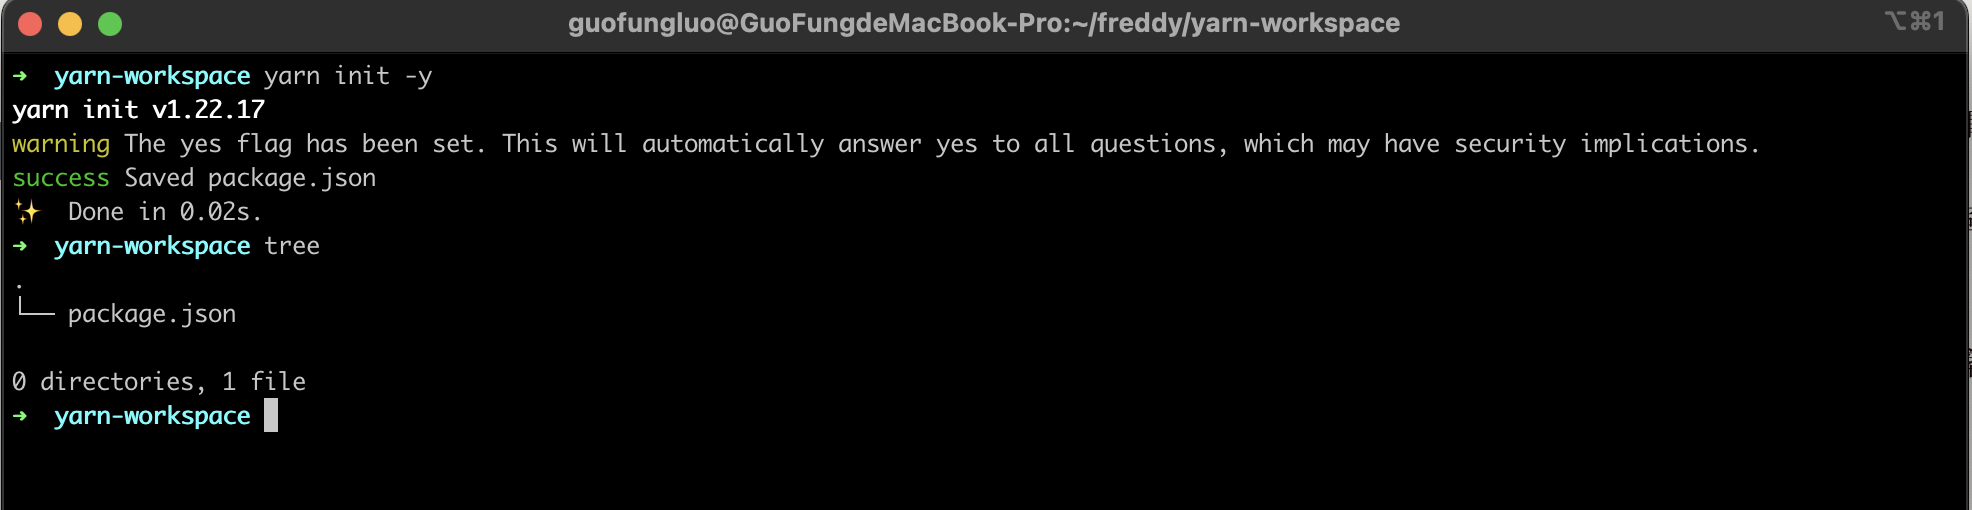 guofungluo@GuoFungdeMacBook-Pro:~/freddy/yarn-workspace ⌥⌘1
➜  yarn-workspace yarn init -y
yarn init v1.22.17
warning The yes flag has been set. This will automatically answer yes to all questions, which may have security implications.
success Saved package.json
✨  Done in 0.02s.
➜  yarn-workspace tree
.
└── package.json
0 directories, 1 file
➜  yarn-workspace